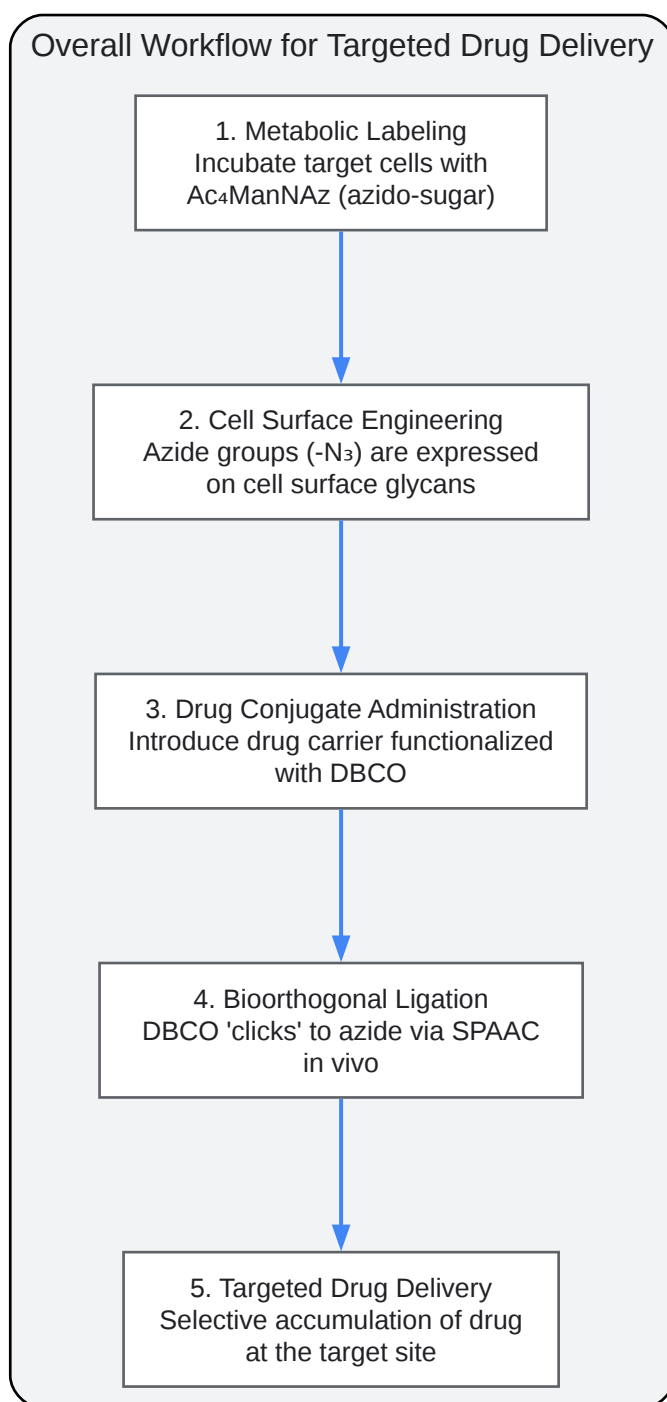 Overall Workflow for Targeted Drug Delivery
1. Metabolic Labeling
Incubate target cells with
Ac₄ManNAz (azido-sugar)
2. Cell Surface Engineering
Azide groups (-N₃) are expressed
on cell surface glycans
3. Drug Conjugate Administration
Introduce drug carrier functionalized
with DBCO
4. Bioorthogonal Ligation
DBCO 'clicks' to azide via SPAAC
in vivo
5. Targeted Drug Delivery
Selective accumulation of drug
at the target site